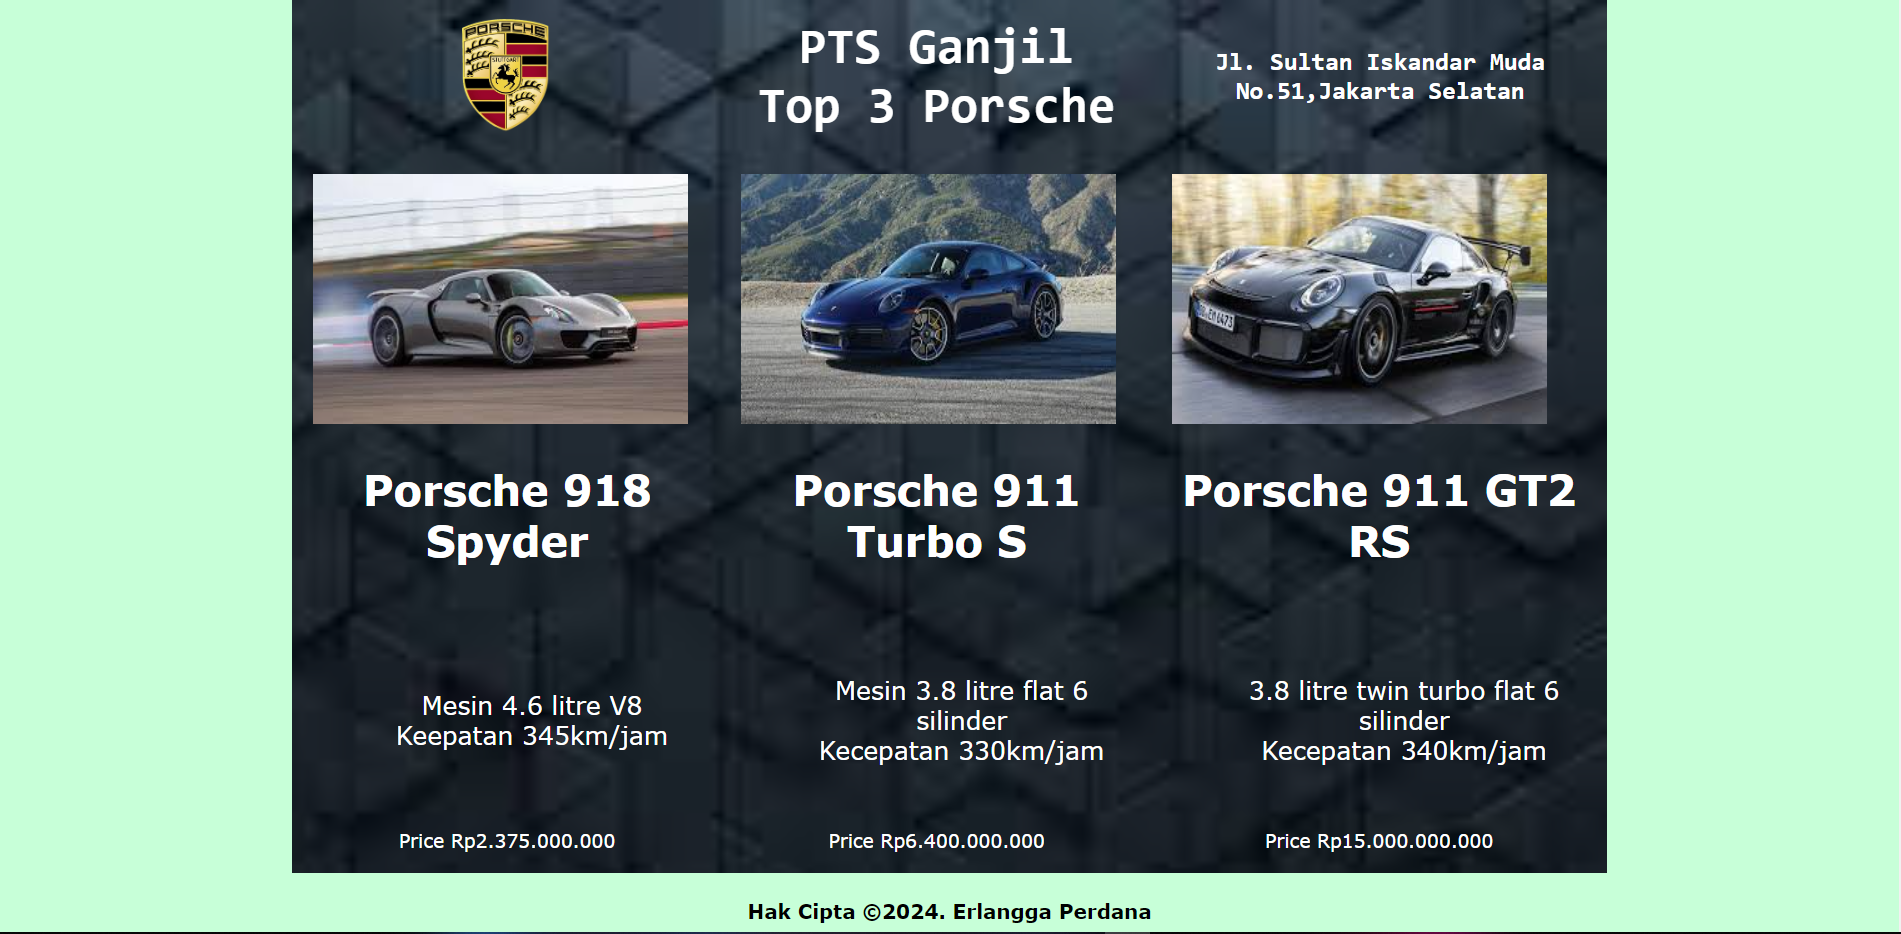 PORSCHE
STUTTGART
PTS Ganjil
Top 3 Porsche
Jl. Sultan Iskandar Muda
No.51,Jakarta Selatan
Porsche 918
Spyder
Porsche 911
Turbo S
Porsche 911 GT2
RS
Mesin 4.6 litre V8
Keepatan 345km/jam
Mesin 3.8 litre flat 6
silinder
Kecepatan 330km/jam
3.8 litre twin turbo flat 6
silinder
Kecepatan 340km/jam
Price Rp2.375.000.000
Price Rp6.400.000.000
Price Rp15.000.000.000
Hak Cipta ©2024. Erlangga Perdana